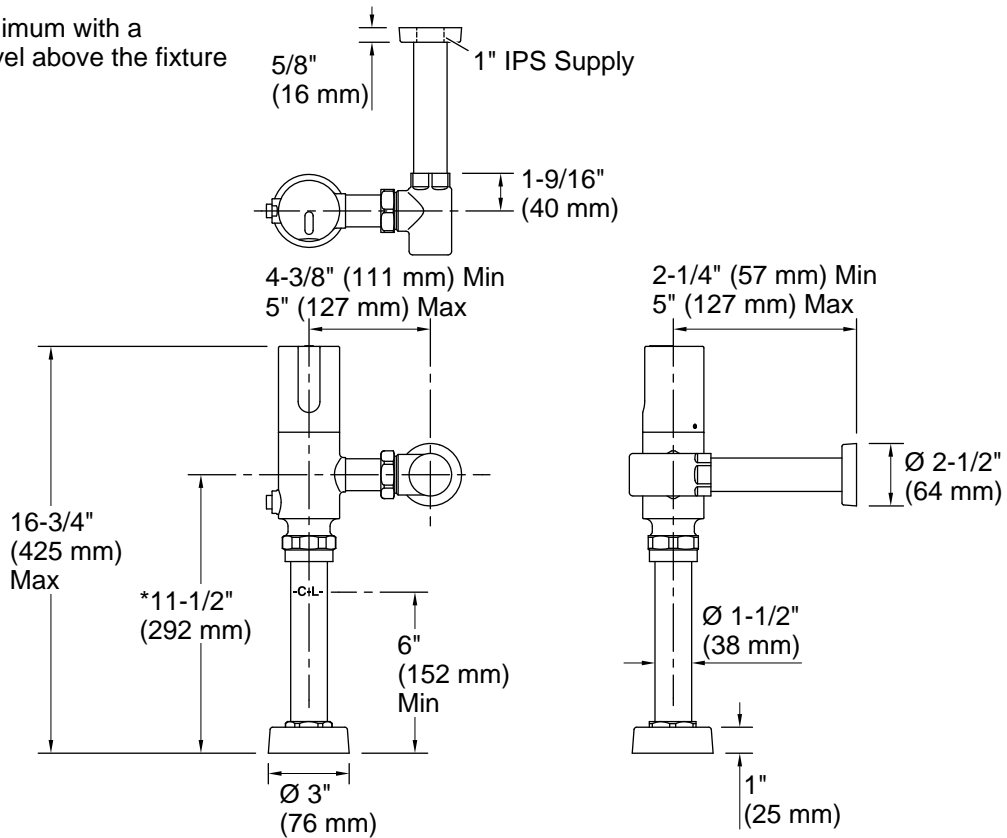 imum with a
vel above the fixture
5/8"
(16 mm)
1" IPS Supply
1-9/16"
(40 mm)
4-3/8" (111 mm) Min
5" (127 mm) Max
2-1/4" (57 mm) Min
5" (127 mm) Max
16-3/4"
(425 mm)
Max
*11-1/2"
(292 mm)
-C-L-
6"
(152 mm)
Min
Ø 3"
(76 mm)
Ø 2-1/2"
(64 mm)
Ø 1-1/2"
(38 mm)
1"
(25 mm)